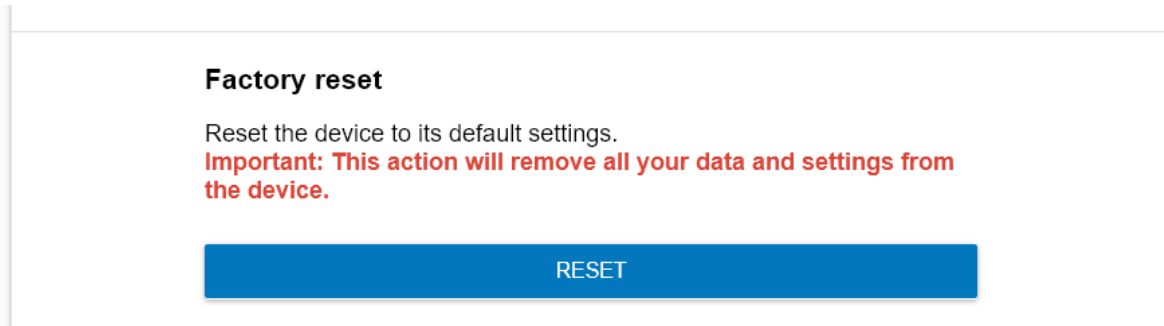 Factory reset
Reset the device to its default settings.
Important: This action will remove all your data and settings from
the device.
RESET